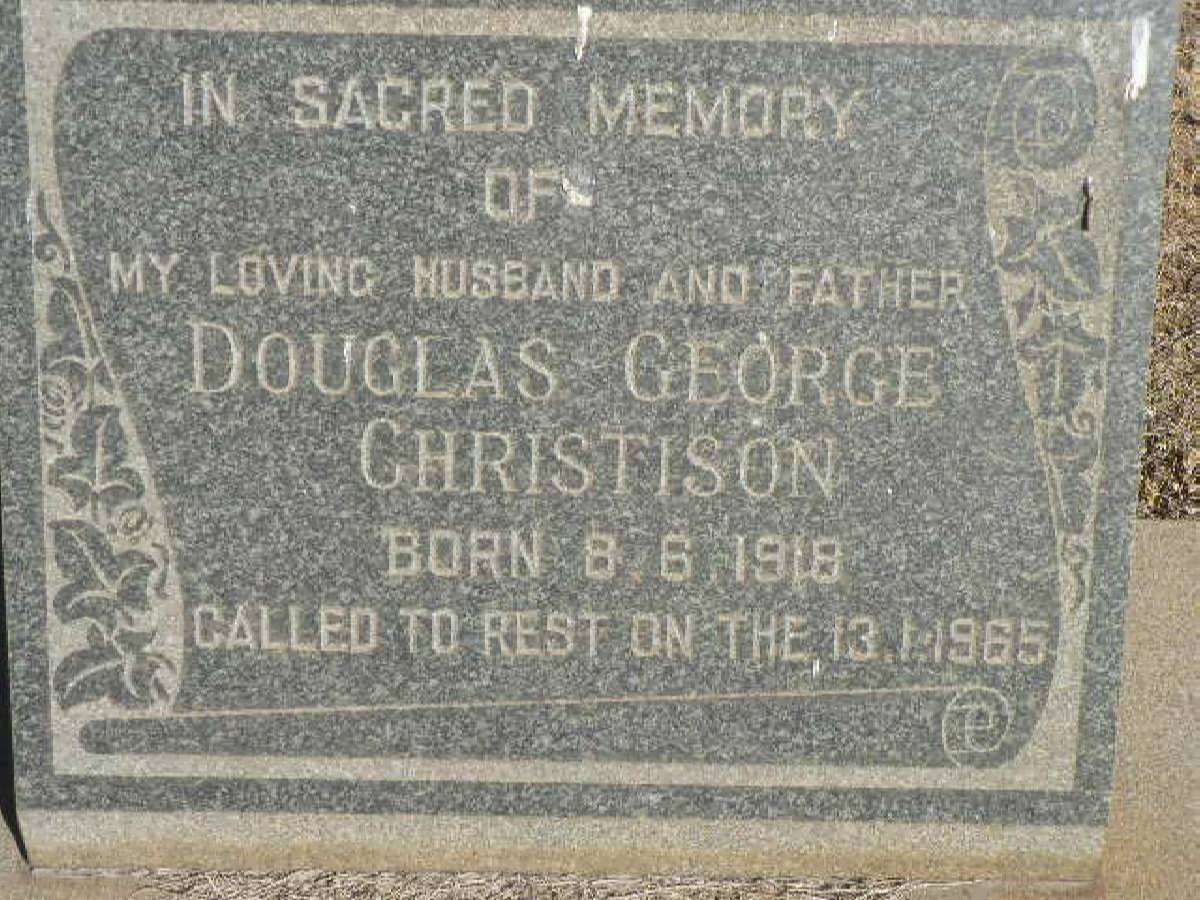 IN SACRED MEMORY
OF
MY LOVING HUSBAND AND FATHER
DOUGLAS GEORGE
CHRISTISON
BORN 8.6.1918
CALLED TO REST ON THE 13.1.1965